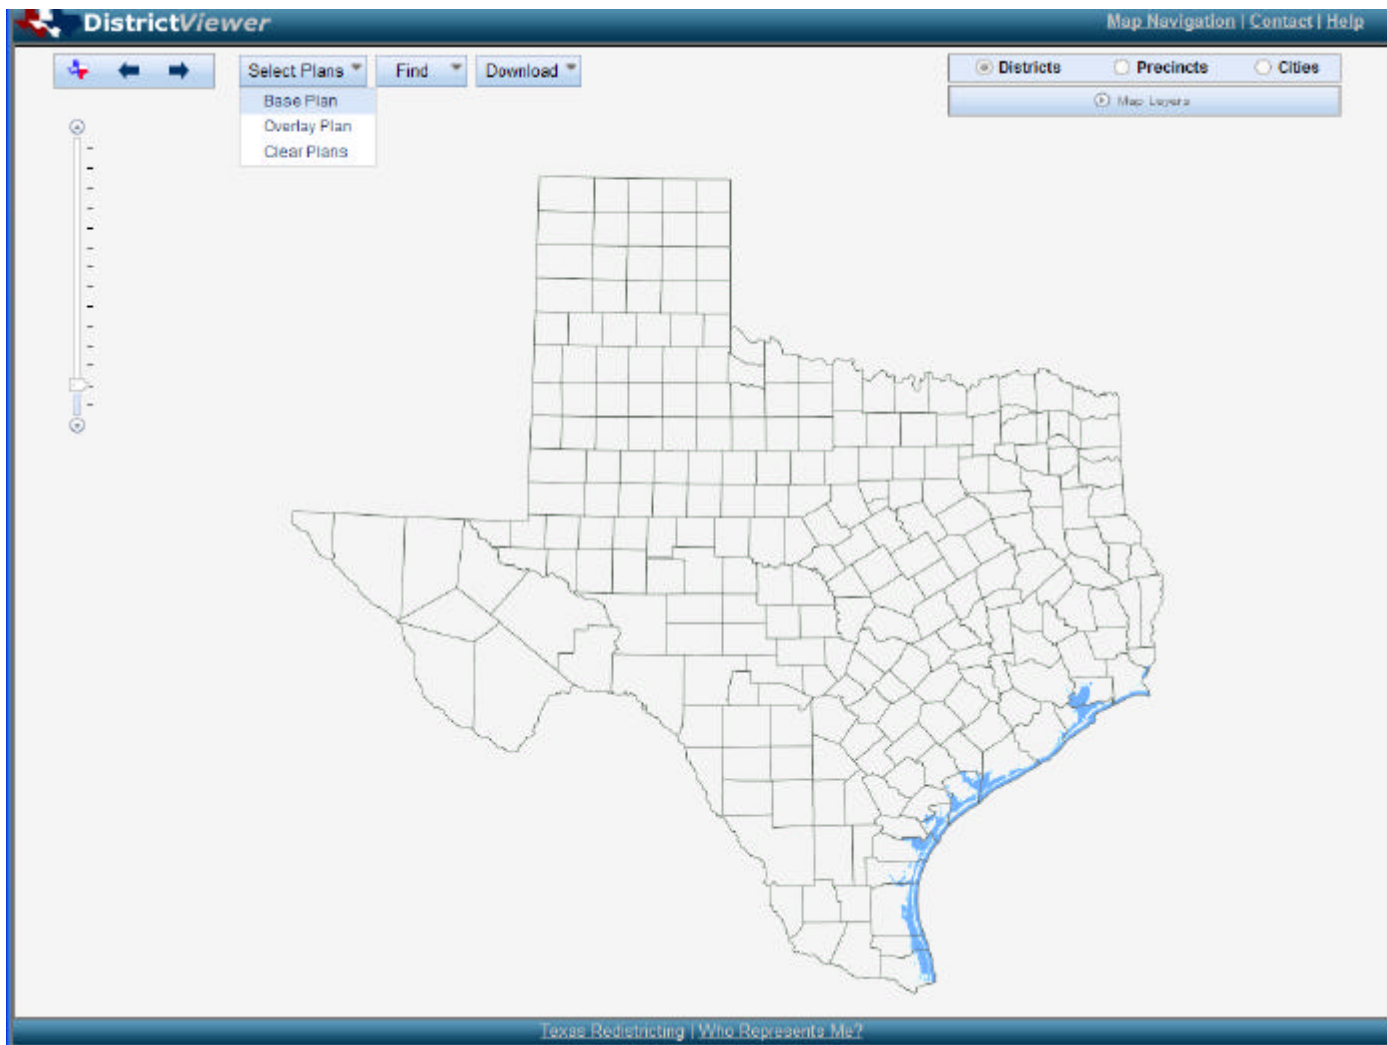 DistrictViewer Map Navigation | Contact | Help
Select Plans Find Download Districts Precincts Cities
Base Plan Map Layers
Overlay Plan
Clear Plans
Texas Redistricting | Who Represents Me?